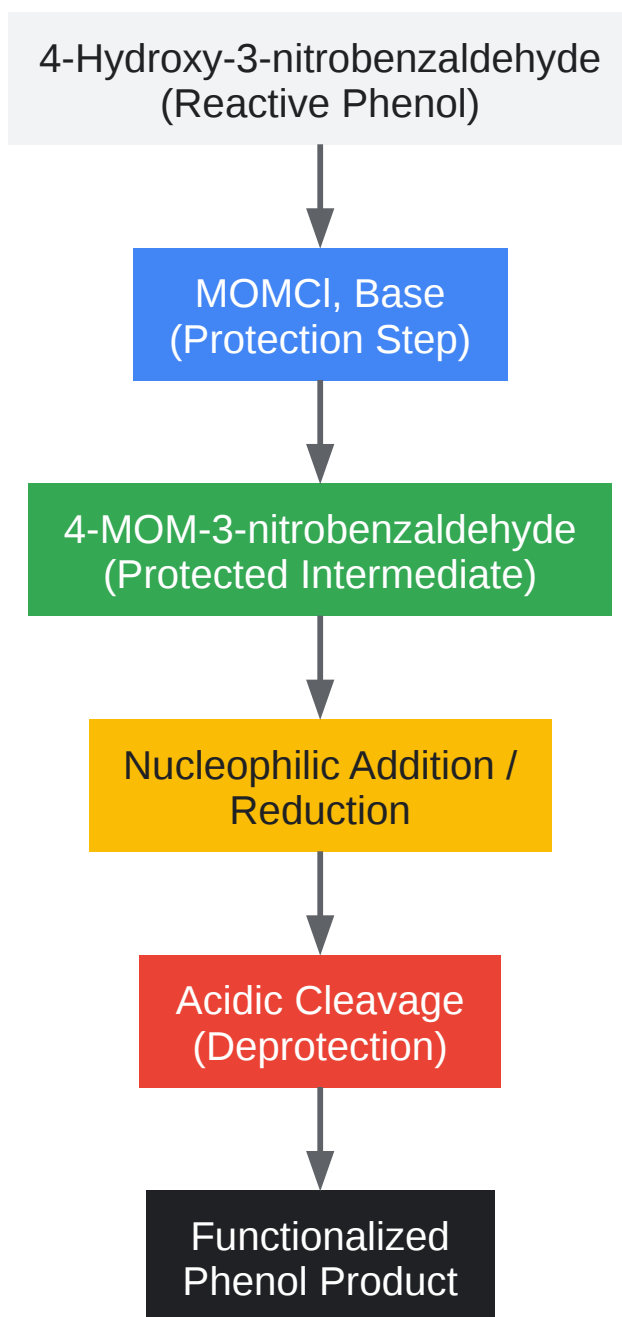 4-Hydroxy-3-nitrobenzaldehyde
(Reactive Phenol)
MOMCl, Base
(Protection Step)
4-MOM-3-nitrobenzaldehyde
(Protected Intermediate)
Nucleophilic Addition /
Reduction
Acidic Cleavage
(Deprotection)
Functionalized
Phenol Product